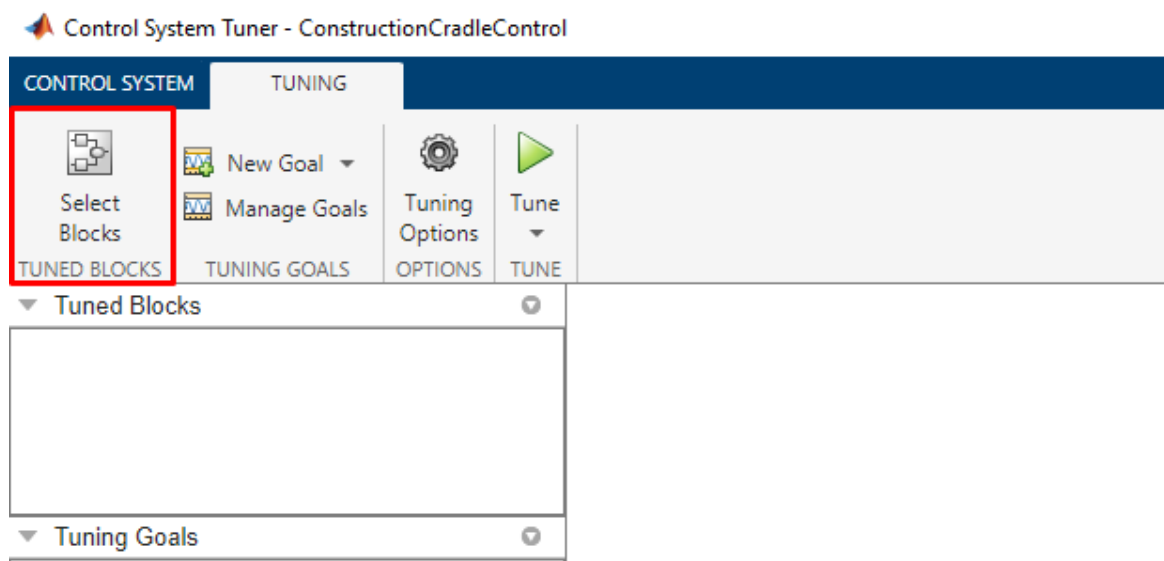 Control System Tuner - ConstructionCradleControl
CONTROL SYSTEM
TUNING
Select
Blocks
New Goal
Manage Goals
Tuning
Options
Tune
TUNED BLOCKS
TUNING GOALS
OPTIONS
TUNE
Tuned Blocks
Tuning Goals